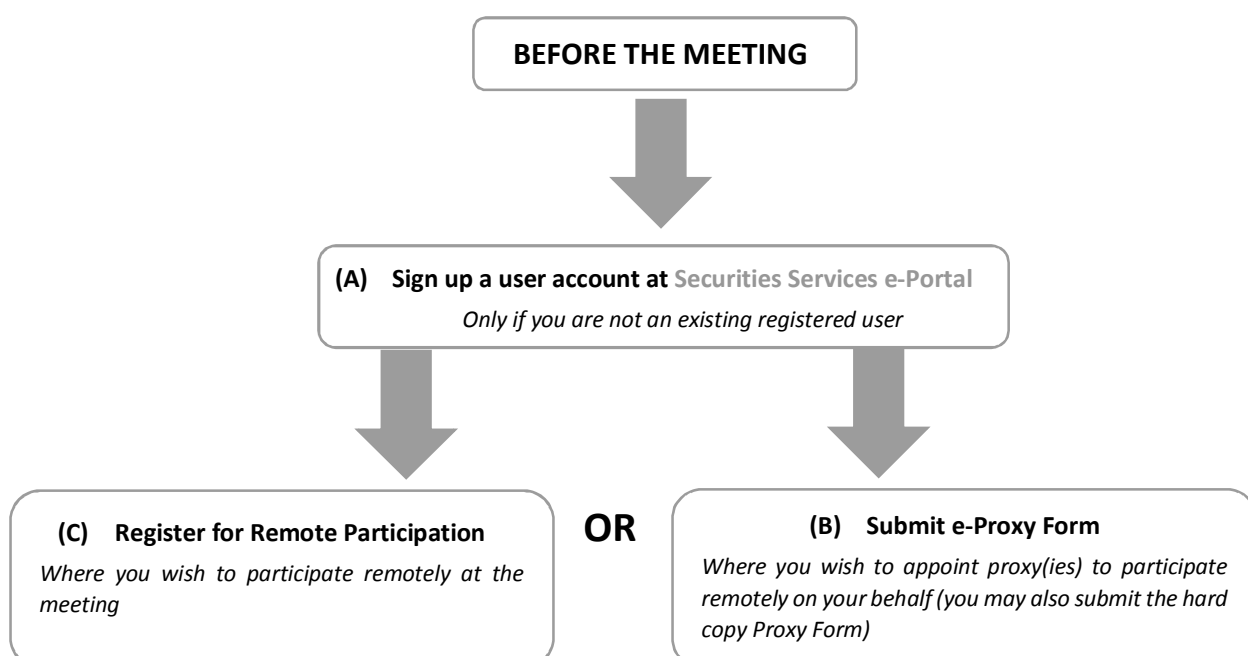 BEFORE THE MEETING
(A) Sign up a user account at Securities Services e-Portal
Only if you are not an existing registered user
(C) Register for Remote Participation
Where you wish to participate remotely at the
meeting
OR
(B) Submit e-Proxy Form
Where you wish to appoint proxy(ies) to participate
remotely on your behalf (you may also submit the hard
copy Proxy Form)